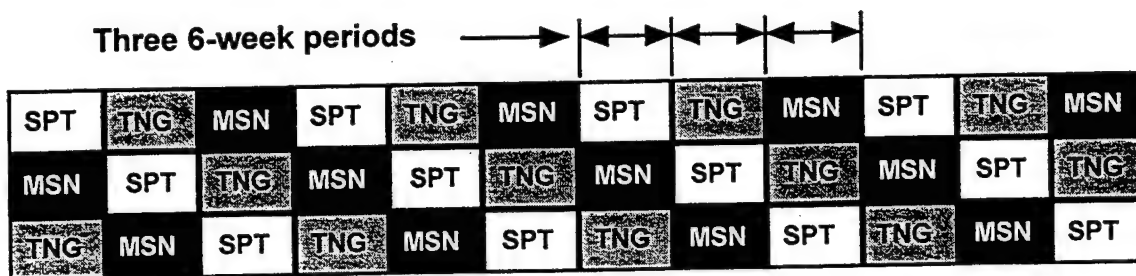 Three 6-week periods
SPT TNG MSN SPT TNG MSN SPT TNG MSN SPT TNG MSN
MSN SPT TNG MSN SPT TNG MSN SPT TNG MSN SPT TNG
TNG MSN SPT TNG MSN SPT TNG MSN SPT TNG MSN SPT